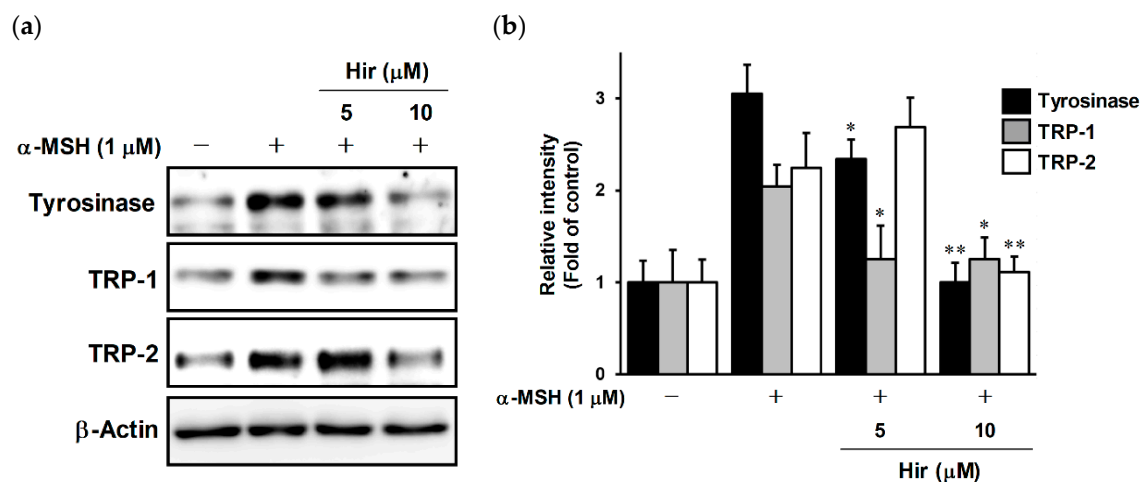 (a)
Hir (μM)
5 10
α-MSH (1 μM) − + + +
Tyrosinase
TRP-1
TRP-2
β-Actin
(b)
Relative intensity
(Fold of control)
3
2
1
0
Tyrosinase
TRP-1
TRP-2
*
*
** * **
α-MSH (1 μM) − + + +
5 10
Hir (μM)